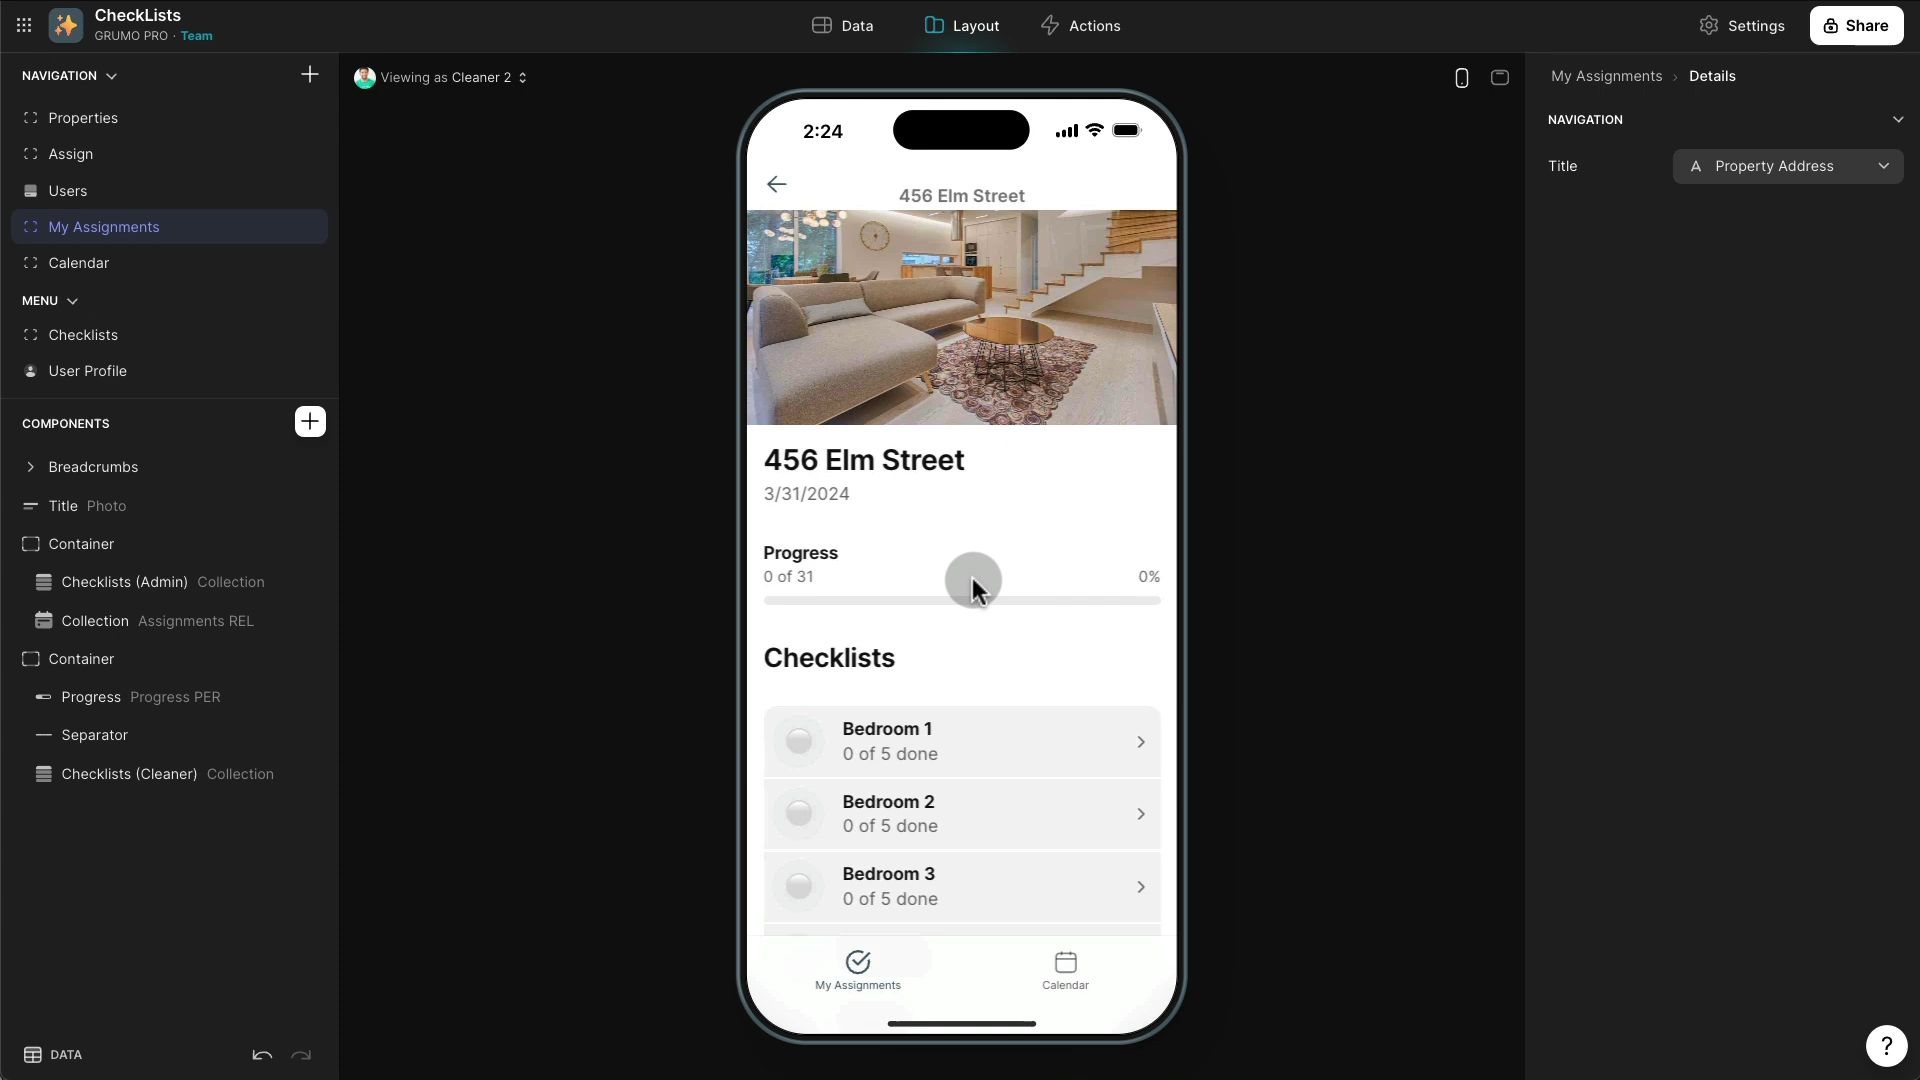 CheckLists
GRUMO PRO · Team
Data
Layout
Actions
Settings
Share
NAVIGATION
Properties
Assign
Users
My Assignments
Calendar
MENU
Checklists
User Profile
COMPONENTS
Breadcrumbs
Title Photo
Container
Checklists (Admin) Collection
Collection Assignments REL
Container
Progress Progress PER
Separator
Checklists (Cleaner) Collection
DATA
Viewing as Cleaner 2
2:24
456 Elm Street
456 Elm Street
3/31/2024
Progress
0 of 31 0%
Checklists
Bedroom 1
0 of 5 done
Bedroom 2
0 of 5 done
Bedroom 3
0 of 5 done
My Assignments
Calendar
My Assignments › Details
NAVIGATION
Title A Property Address
?